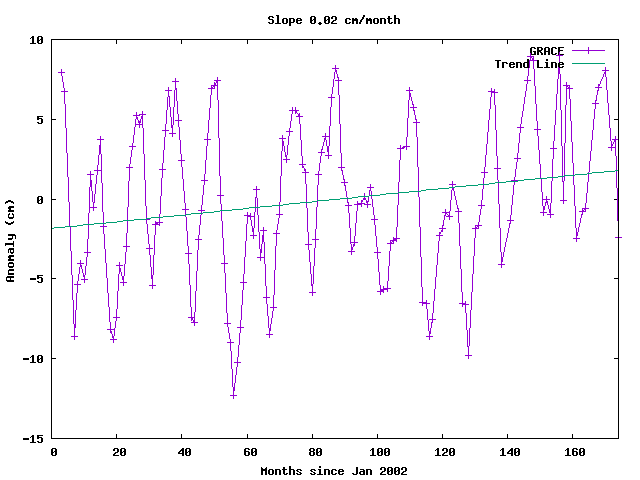 Slope 0.02 cm/month
10
GRACE
Trend Line
5
0
-5
-10
-15
Anomaly (cm)
0 20 40 60 80 100 120 140 160
Months since Jan 2002